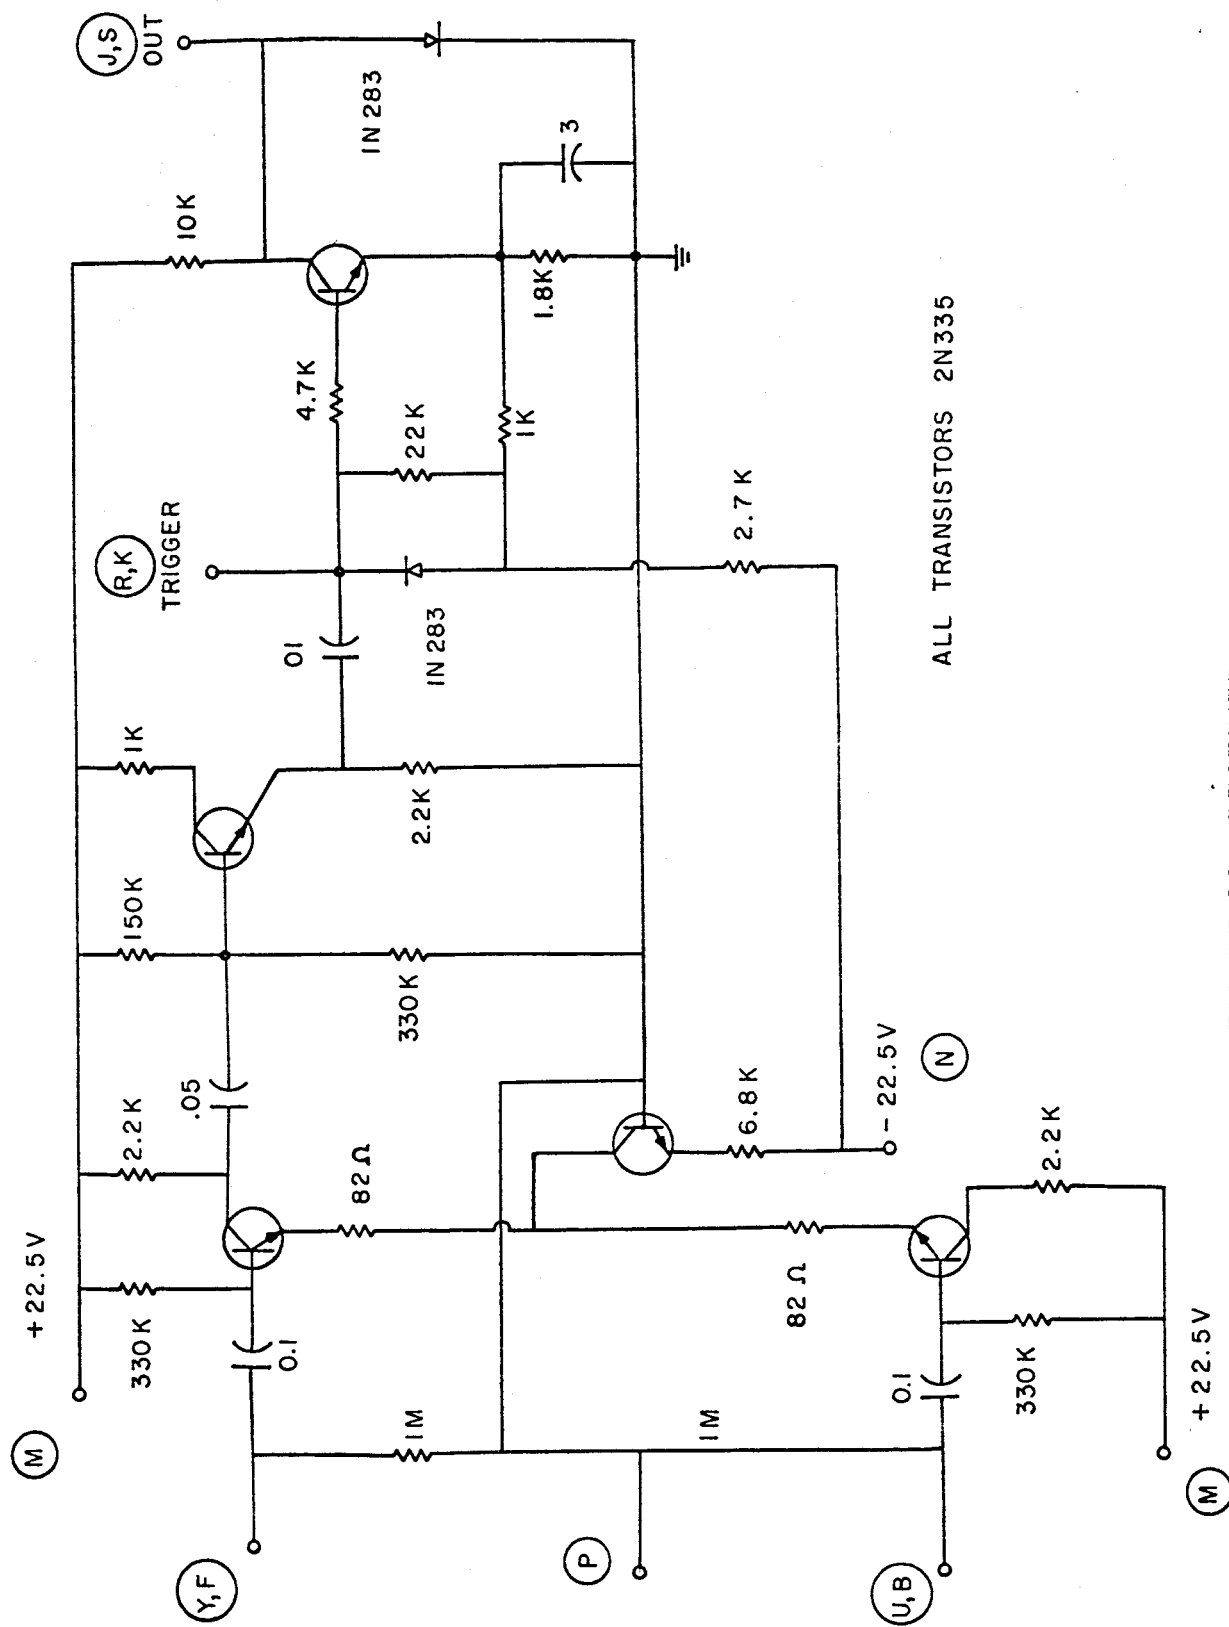 M
+22.5V
330K
2.2K
150K
1K
R,K
TRIGGER
10K
J,S
OUT
Y,F
0.1
.05
01
4.7K
1N283
1M
82Ω
330K
2.2K
1N283
22K
1K
1.8K
3
P
1M
6.8K
2.7K
82Ω
-22.5V
N
U,B
0.1
330K
2.2K
ALL TRANSISTORS 2N335
M
+22.5V